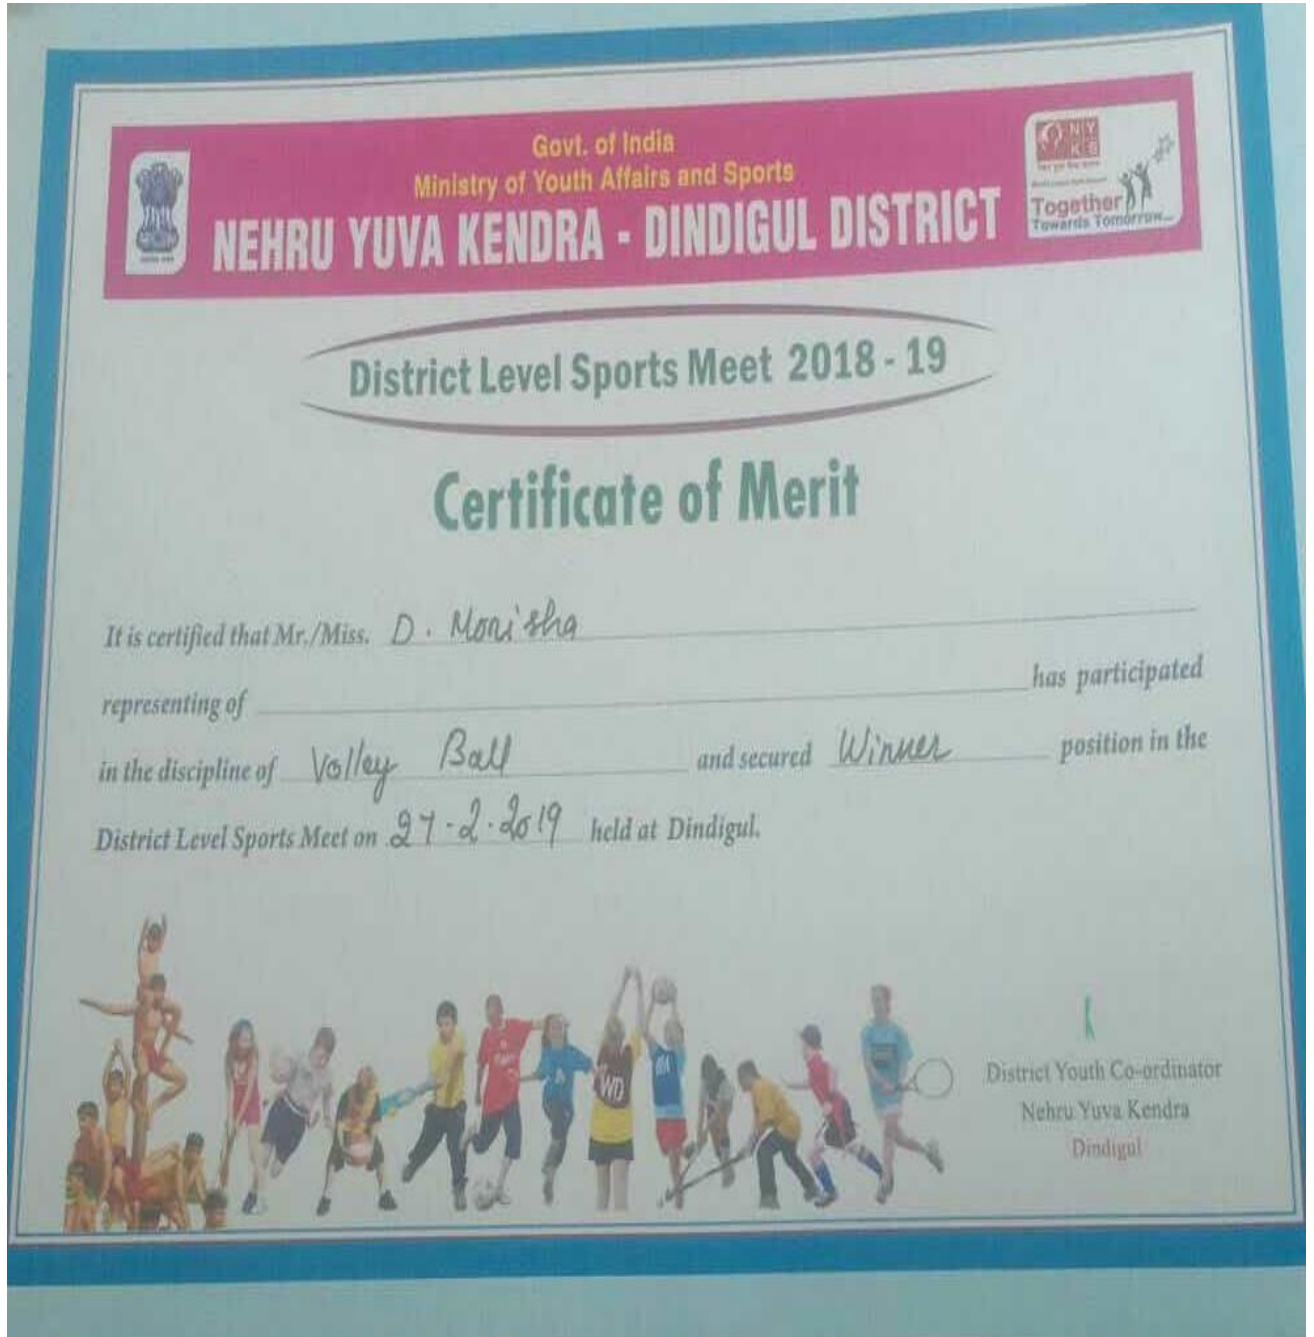 Govt. of India
Ministry of Youth Affairs and Sports
NEHRU YUVA KENDRA - DINDIGUL DISTRICT
NYKS
Together
Towards Tomorrow...
District Level Sports Meet 2018 - 19
Certificate of Merit
It is certified that Mr./Miss. D. Monisha
representing of has participated
in the discipline of Volley Ball and secured Winner position in the
District Level Sports Meet on 27-2-2019 held at Dindigul.
WD
District Youth Co-ordinator
Nehru Yuva Kendra
Dindigul